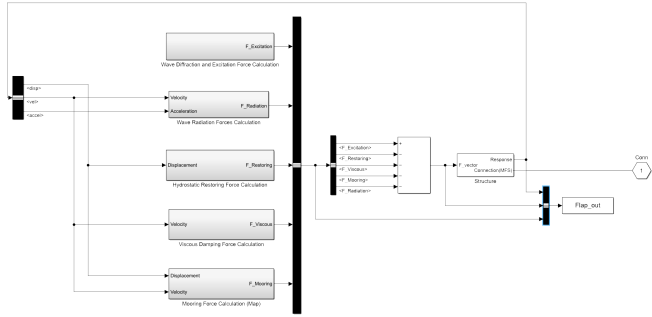 F_Excitation
Wave Diffraction and Excitation Force Calculation
<disp>
<vel>
<accel>
Velocity
Acceleration
F_Radiation
Wave Radiation Forces Calculation
Displacement
F_Restoring
Hydrostatic Restoring Force Calculation
Velocity
F_Viscous
Viscous Damping Force Calculation
Displacement
Velocity
F_Mooring
Mooring Force Calculation (Map)
<F_Excitation>
<F_Restoring>
<F_Viscous>
<F_Mooring>
<F_Radiation>
+
F_vector
Response
Connection(MFS)
Structure
Conn
1
Flap_out